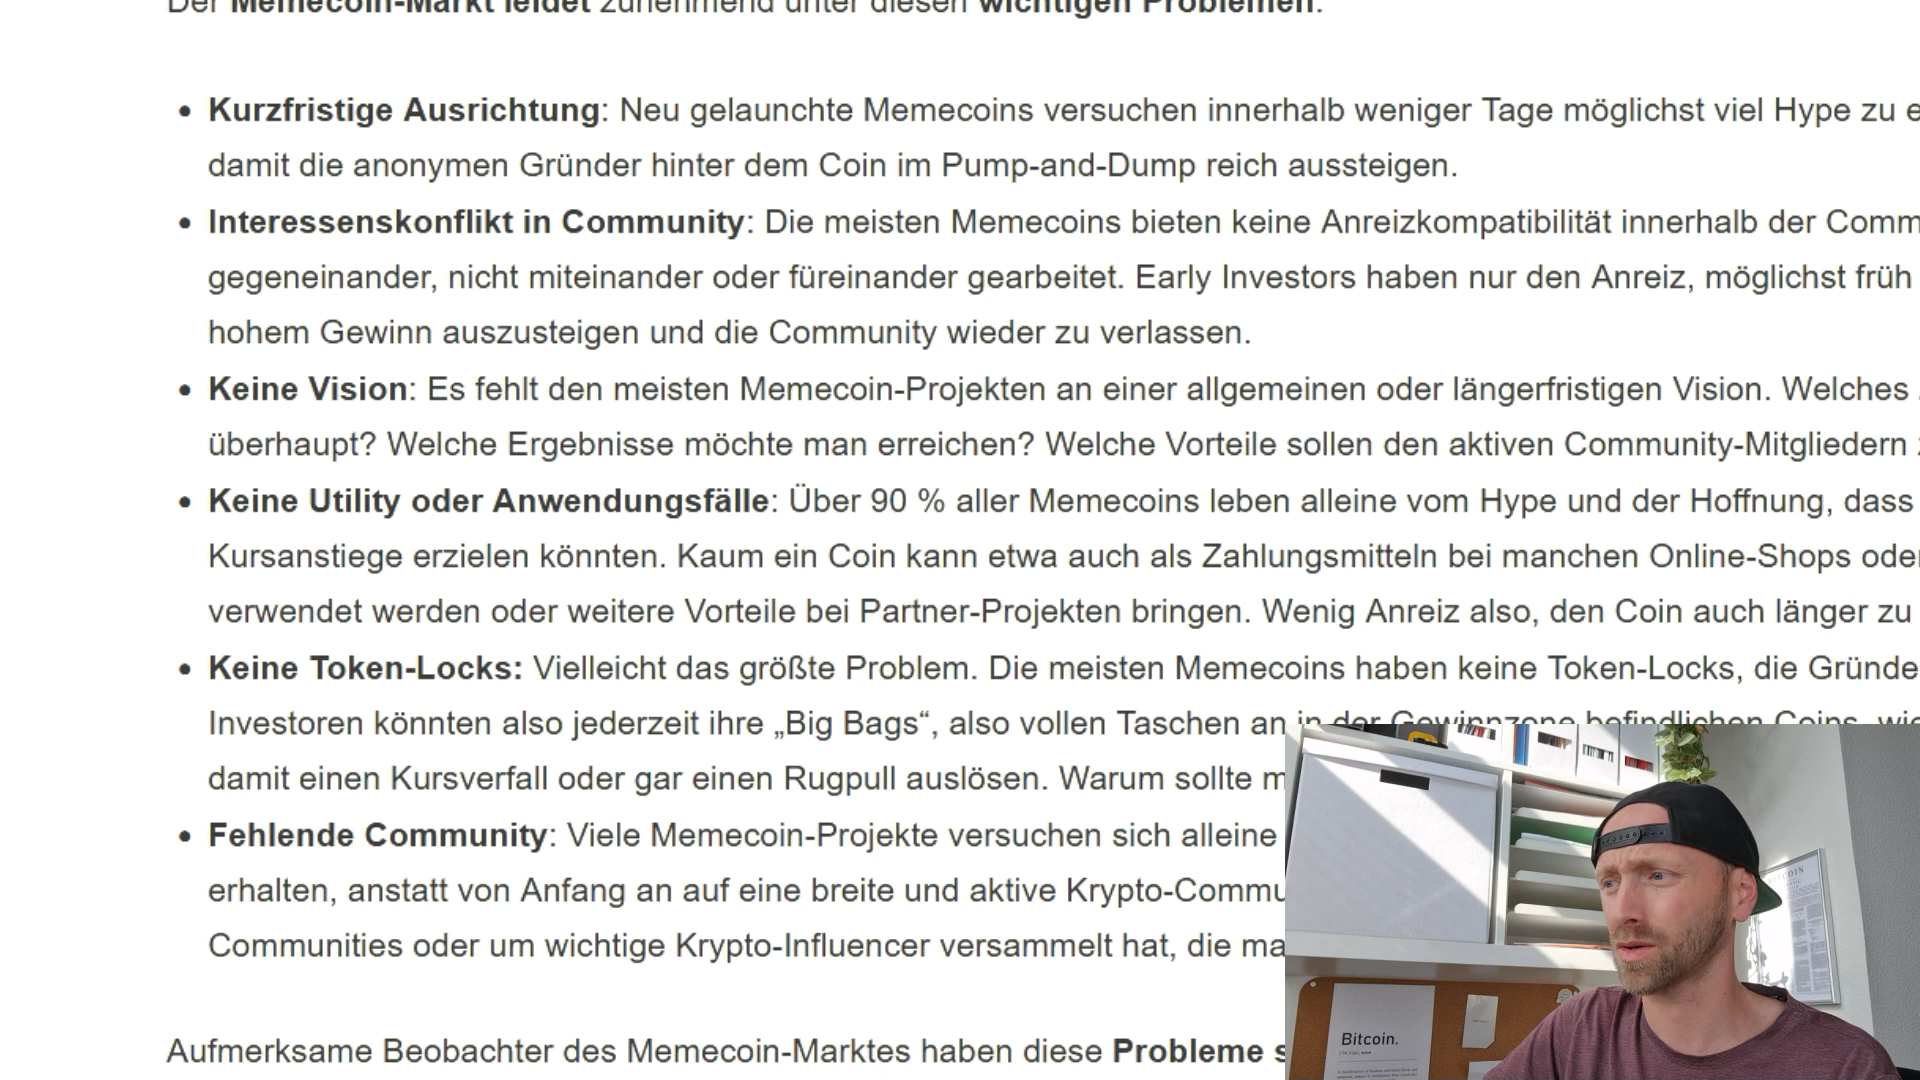 Der Memecoin-Markt leidet zunehmend unter diesen wichtigen Problemen:
Kurzfristige Ausrichtung: Neu gelaunchte Memecoins versuchen innerhalb weniger Tage möglichst viel Hype zu
damit die anonymen Gründer hinter dem Coin im Pump-and-Dump reich aussteigen.
Interessenskonflikt in Community: Die meisten Memecoins bieten keine Anreizkompatibilität innerhalb der Comm
gegeneinander, nicht miteinander oder füreinander gearbeitet. Early Investors haben nur den Anreiz, möglichst früh
hohem Gewinn auszusteigen und die Community wieder zu verlassen.
Keine Vision: Es fehlt den meisten Memecoin-Projekten an einer allgemeinen oder längerfristigen Vision. Welches
überhaupt? Welche Ergebnisse möchte man erreichen? Welche Vorteile sollen den aktiven Community-Mitgliedern
Keine Utility oder Anwendungsfälle: Über 90 % aller Memecoins leben alleine vom Hype und der Hoffnung, dass
Kursanstiege erzielen könnten. Kaum ein Coin kann etwa auch als Zahlungsmitteln bei manchen Online-Shops oder
verwendet werden oder weitere Vorteile bei Partner-Projekten bringen. Wenig Anreiz also, den Coin auch länger zu
Keine Token-Locks: Vielleicht das größte Problem. Die meisten Memecoins haben keine Token-Locks, die Gründe
Investoren könnten also jederzeit ihre „Big Bags“, also vollen Taschen an in der Gewinnzone befindlichen Coins, wie
damit einen Kursverfall oder gar einen Rugpull auslösen. Warum sollte m
Fehlende Community: Viele Memecoin-Projekte versuchen sich alleine
erhalten, anstatt von Anfang an auf eine breite und aktive Krypto-Commu
Communities oder um wichtige Krypto-Influencer versammelt hat, die ma
Aufmerksame Beobachter des Memecoin-Marktes haben diese Probleme s
Bitcoin.